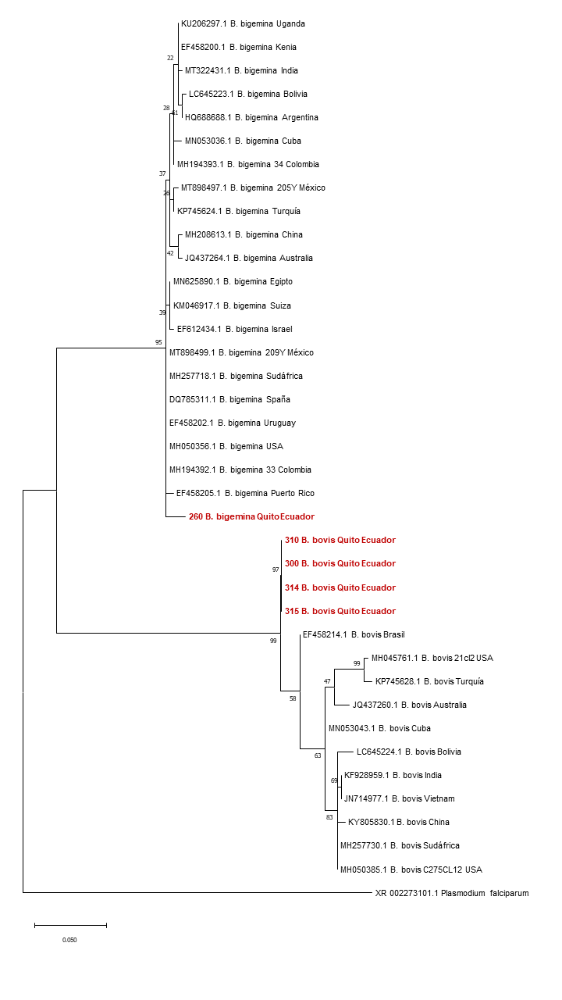 KU206297.1 B. bigemina Uganda
EF458200.1 B. bigemina Kenia
22
MT322431.1 B. bigemina India
LC645223.1 B. bigemina Bolivia
28
61
HQ688688.1 B. bigemina Argentina
MN053036.1 B. bigemina Cuba
MH194393.1 B. bigemina 34 Colombia
37
MT898497.1 B. bigemina 205Y México
26
KP745624.1 B. bigemina Turquía
MH208613.1 B. bigemina China
42
JQ437264.1 B. bigemina Australia
MN625890.1 B. bigemina Egipto
KM046917.1 B. bigemina Suiza
39
EF612434.1 B. bigemina Israel
95
MT898499.1 B. bigemina 209Y México
MH257718.1 B. bigemina Sudáfrica
DQ785311.1 B. bigemina Spaña
EF458202.1 B. bigemina Uruguay
MH050356.1 B. bigemina USA
MH194392.1 B. bigemina 33 Colombia
EF458205.1 B. bigemina Puerto Rico
260 B. bigemina Quito Ecuador
310 B. bovis Quito Ecuador
300 B. bovis Quito Ecuador
97
314 B. bovis Quito Ecuador
315 B. bovis Quito Ecuador
99
EF458214.1 B. bovis Brasil
MH045761.1 B. bovis 21cl2 USA
99
KP745628.1 B. bovis Turquía
47
58
JQ437260.1 B. bovis Australia
MN053043.1 B. bovis Cuba
LC645224.1 B. bovis Bolivia
63
KF928959.1 B. bovis India
69
JN714977.1 B. bovis Vietnam
83
KY805830.1 B. bovis China
MH257730.1 B. bovis Sudáfrica
MH050385.1 B. bovis C275CL12 USA
XR 002273101.1 Plasmodium falciparum
0.050